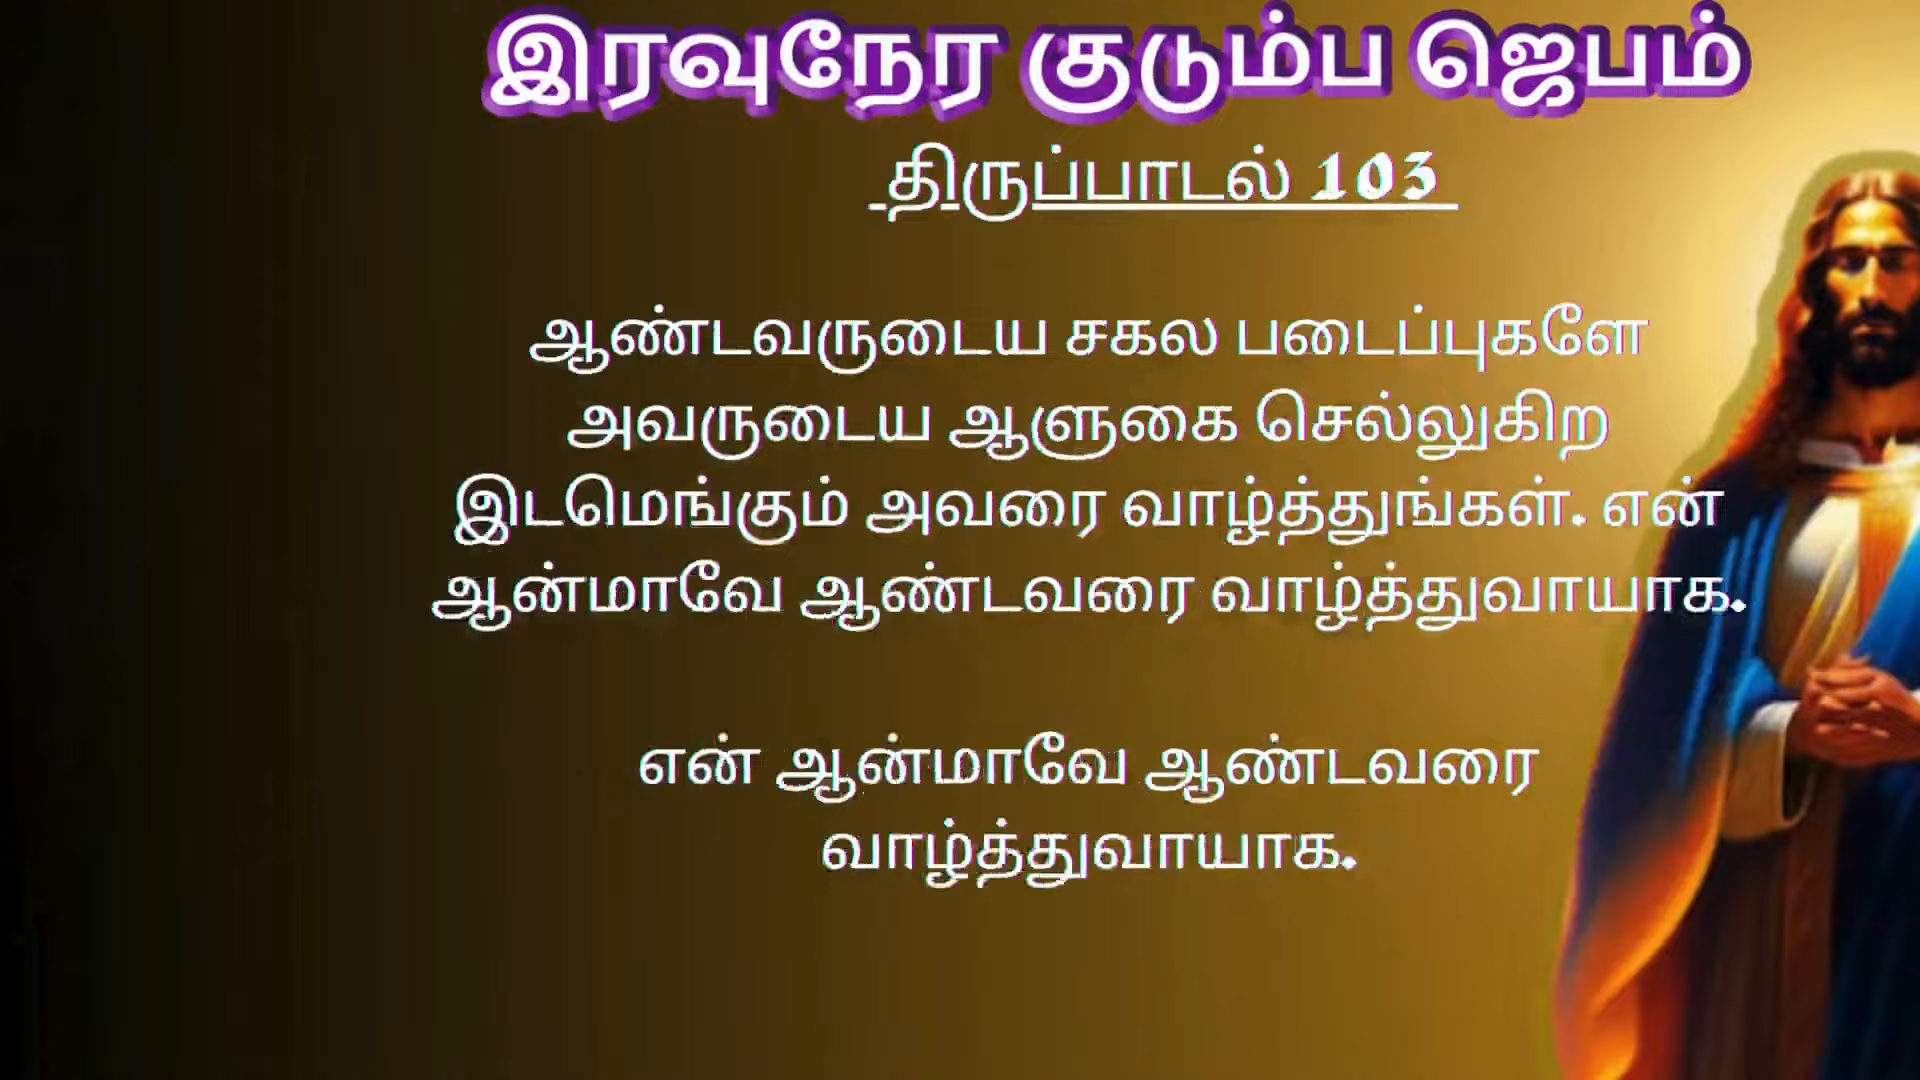 இரவுநேர குடும்ப ஜெபம்
திருப்பாடல் 103
ஆண்டவருடைய சகல படைப்புகளே
அவருடைய ஆளுகை செல்லுகிற
இடமெங்கும் அவரை வாழ்த்துங்கள். என்
ஆன்மாவே ஆண்டவரை வாழ்த்துவாயாக.
என் ஆன்மாவே ஆண்டவரை
வாழ்த்துவாயாக.